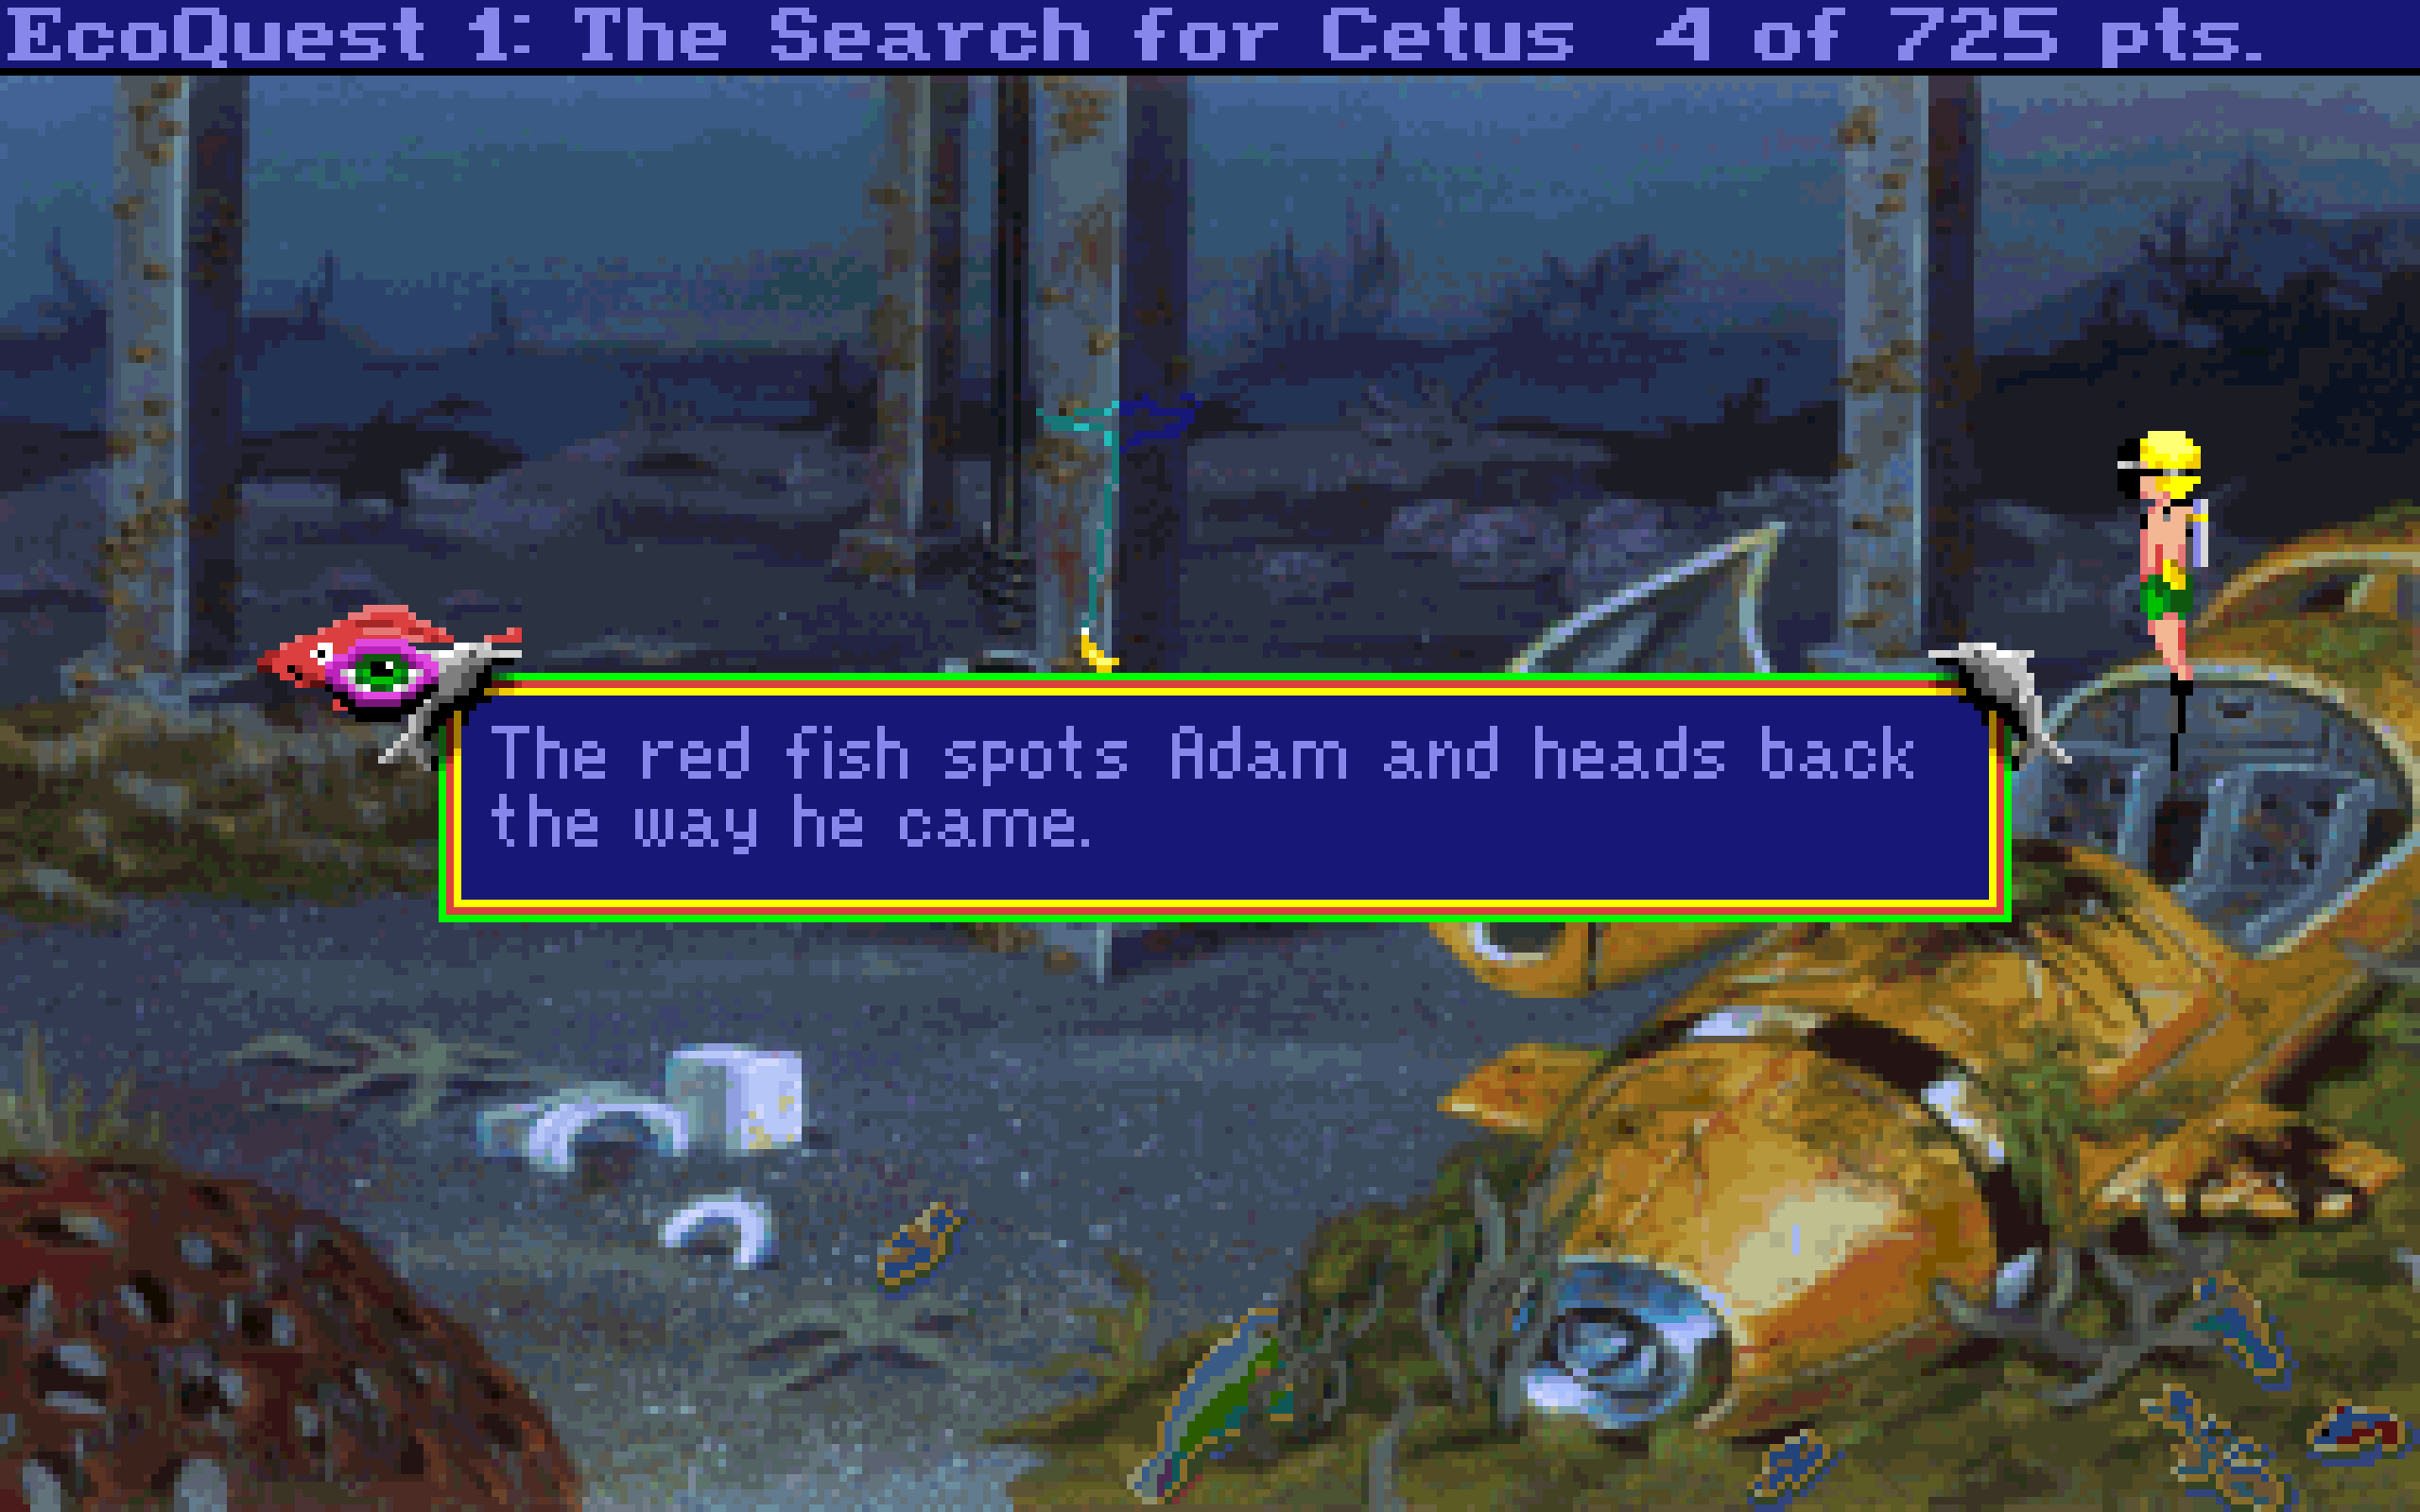 EcoQuest 1: The Search for Cetus 4 of 725 pts.
The red fish spots Adam and heads back
the way he came.